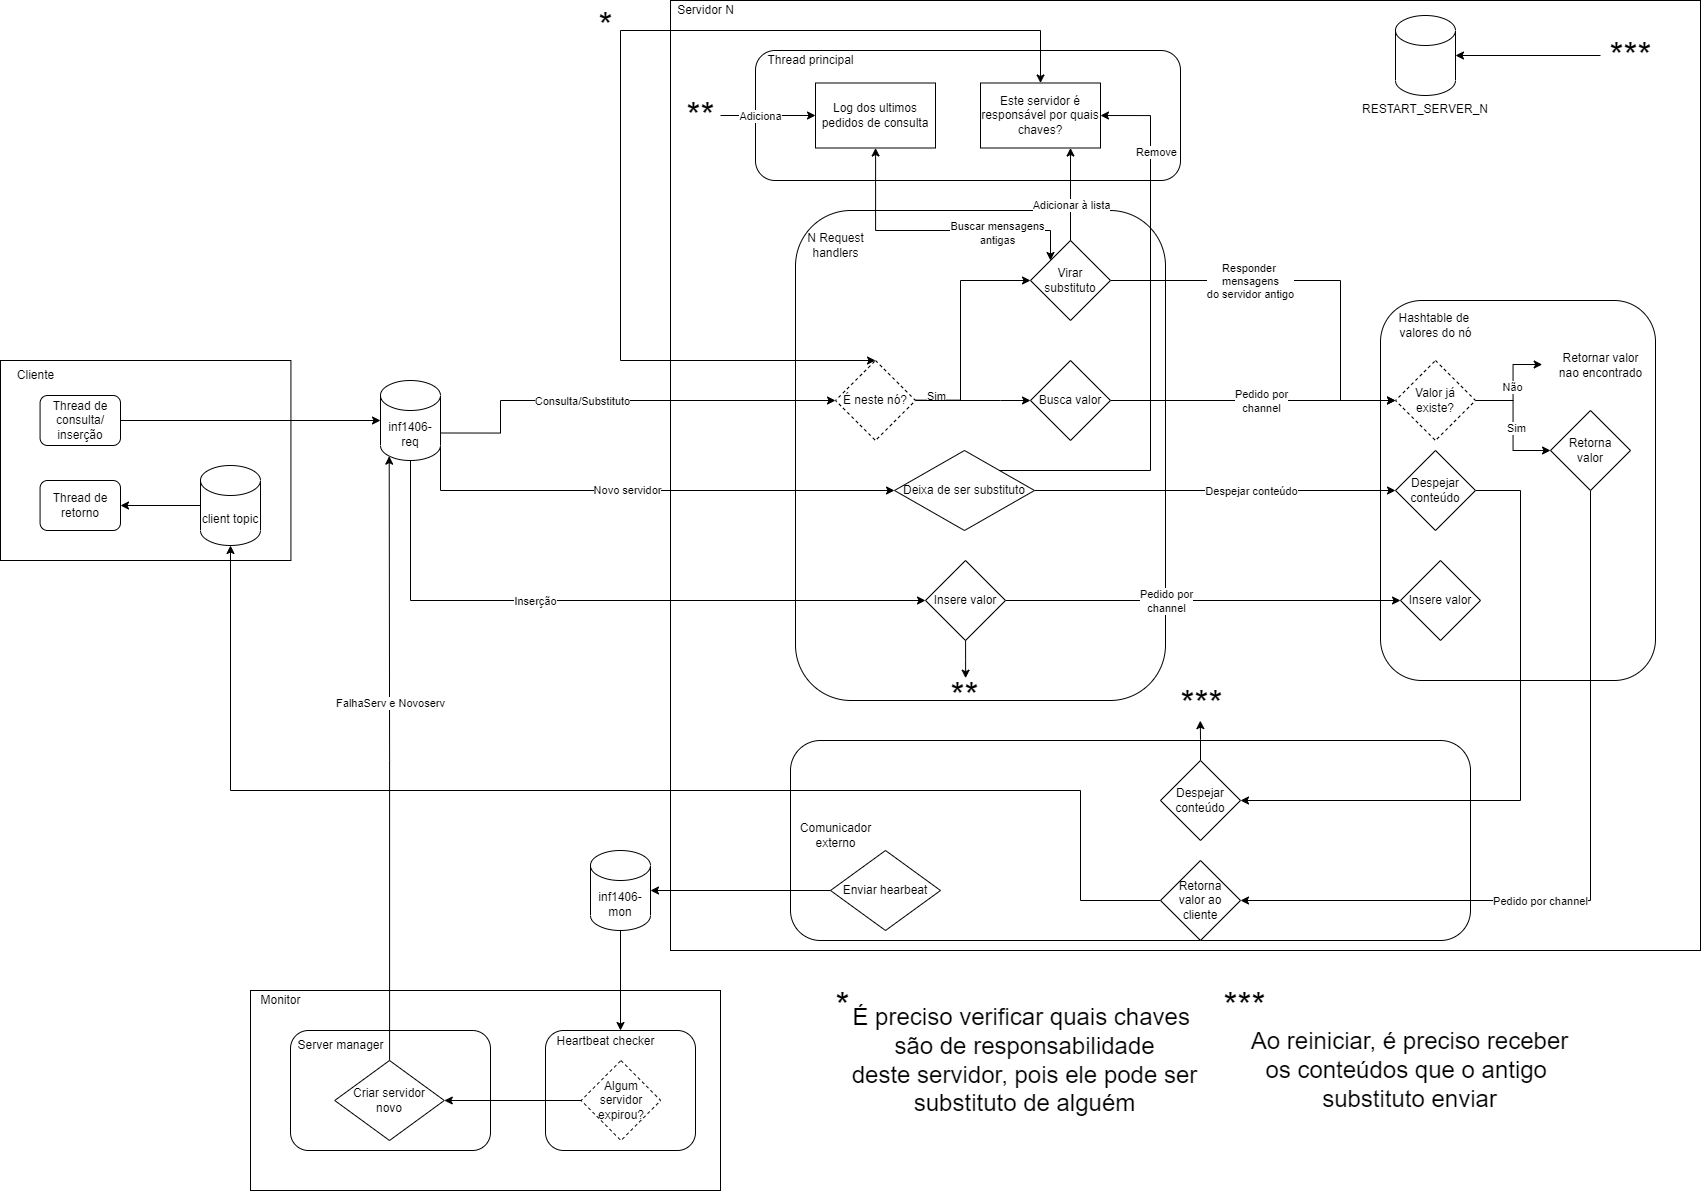 Servidor N
*
Thread principal
Log dos ultimos
pedidos de consulta
Este servidor é
responsável por quais
chaves?
**
Adiciona
Remove
RESTART_SERVER_N
***
Adicionar à lista
N Request
handlers
Buscar mensagens
antigas
Virar
substituto
Responder
mensagens
do servidor antigo
Hashtable de
valores do nó
Cliente
Thread de
consulta/
inserção
inf1406-
req
Consulta/Substituto
É neste nó?
Sim
Busca valor
Pedido por
channel
Valor já
existe?
Não
Retornar valor
nao encontrado
Sim
Retorna
valor
Thread de
retorno
client topic
Novo servidor
Deixa de ser substituto
Despejar conteúdo
Despejar
conteúdo
Inserção
Insere valor
Pedido por
channel
Insere valor
**
***
FalhaServ e Novoserv
Despejar
conteúdo
Comunicador
externo
inf1406-
mon
Enviar hearbeat
Retorna
valor ao
cliente
Pedido por channel
Monitor
Server manager
Criar servidor
novo
Heartbeat checker
Algum
servidor
expirou?
*
É preciso verificar quais chaves
são de responsabilidade
deste servidor, pois ele pode ser
substituto de alguém
***
Ao reiniciar, é preciso receber
os conteúdos que o antigo
substituto enviar